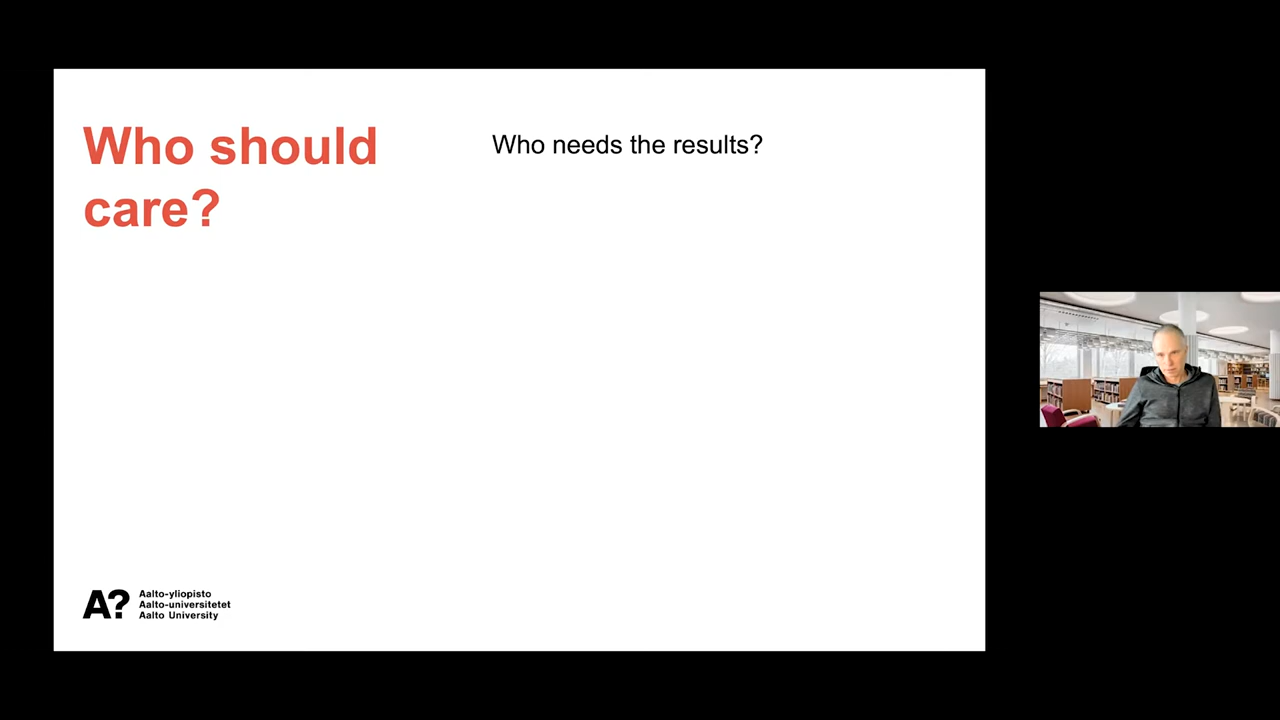 Who should
care?
Who needs the results?
A?
Aalto-yliopisto
Aalto-universitetet
Aalto University